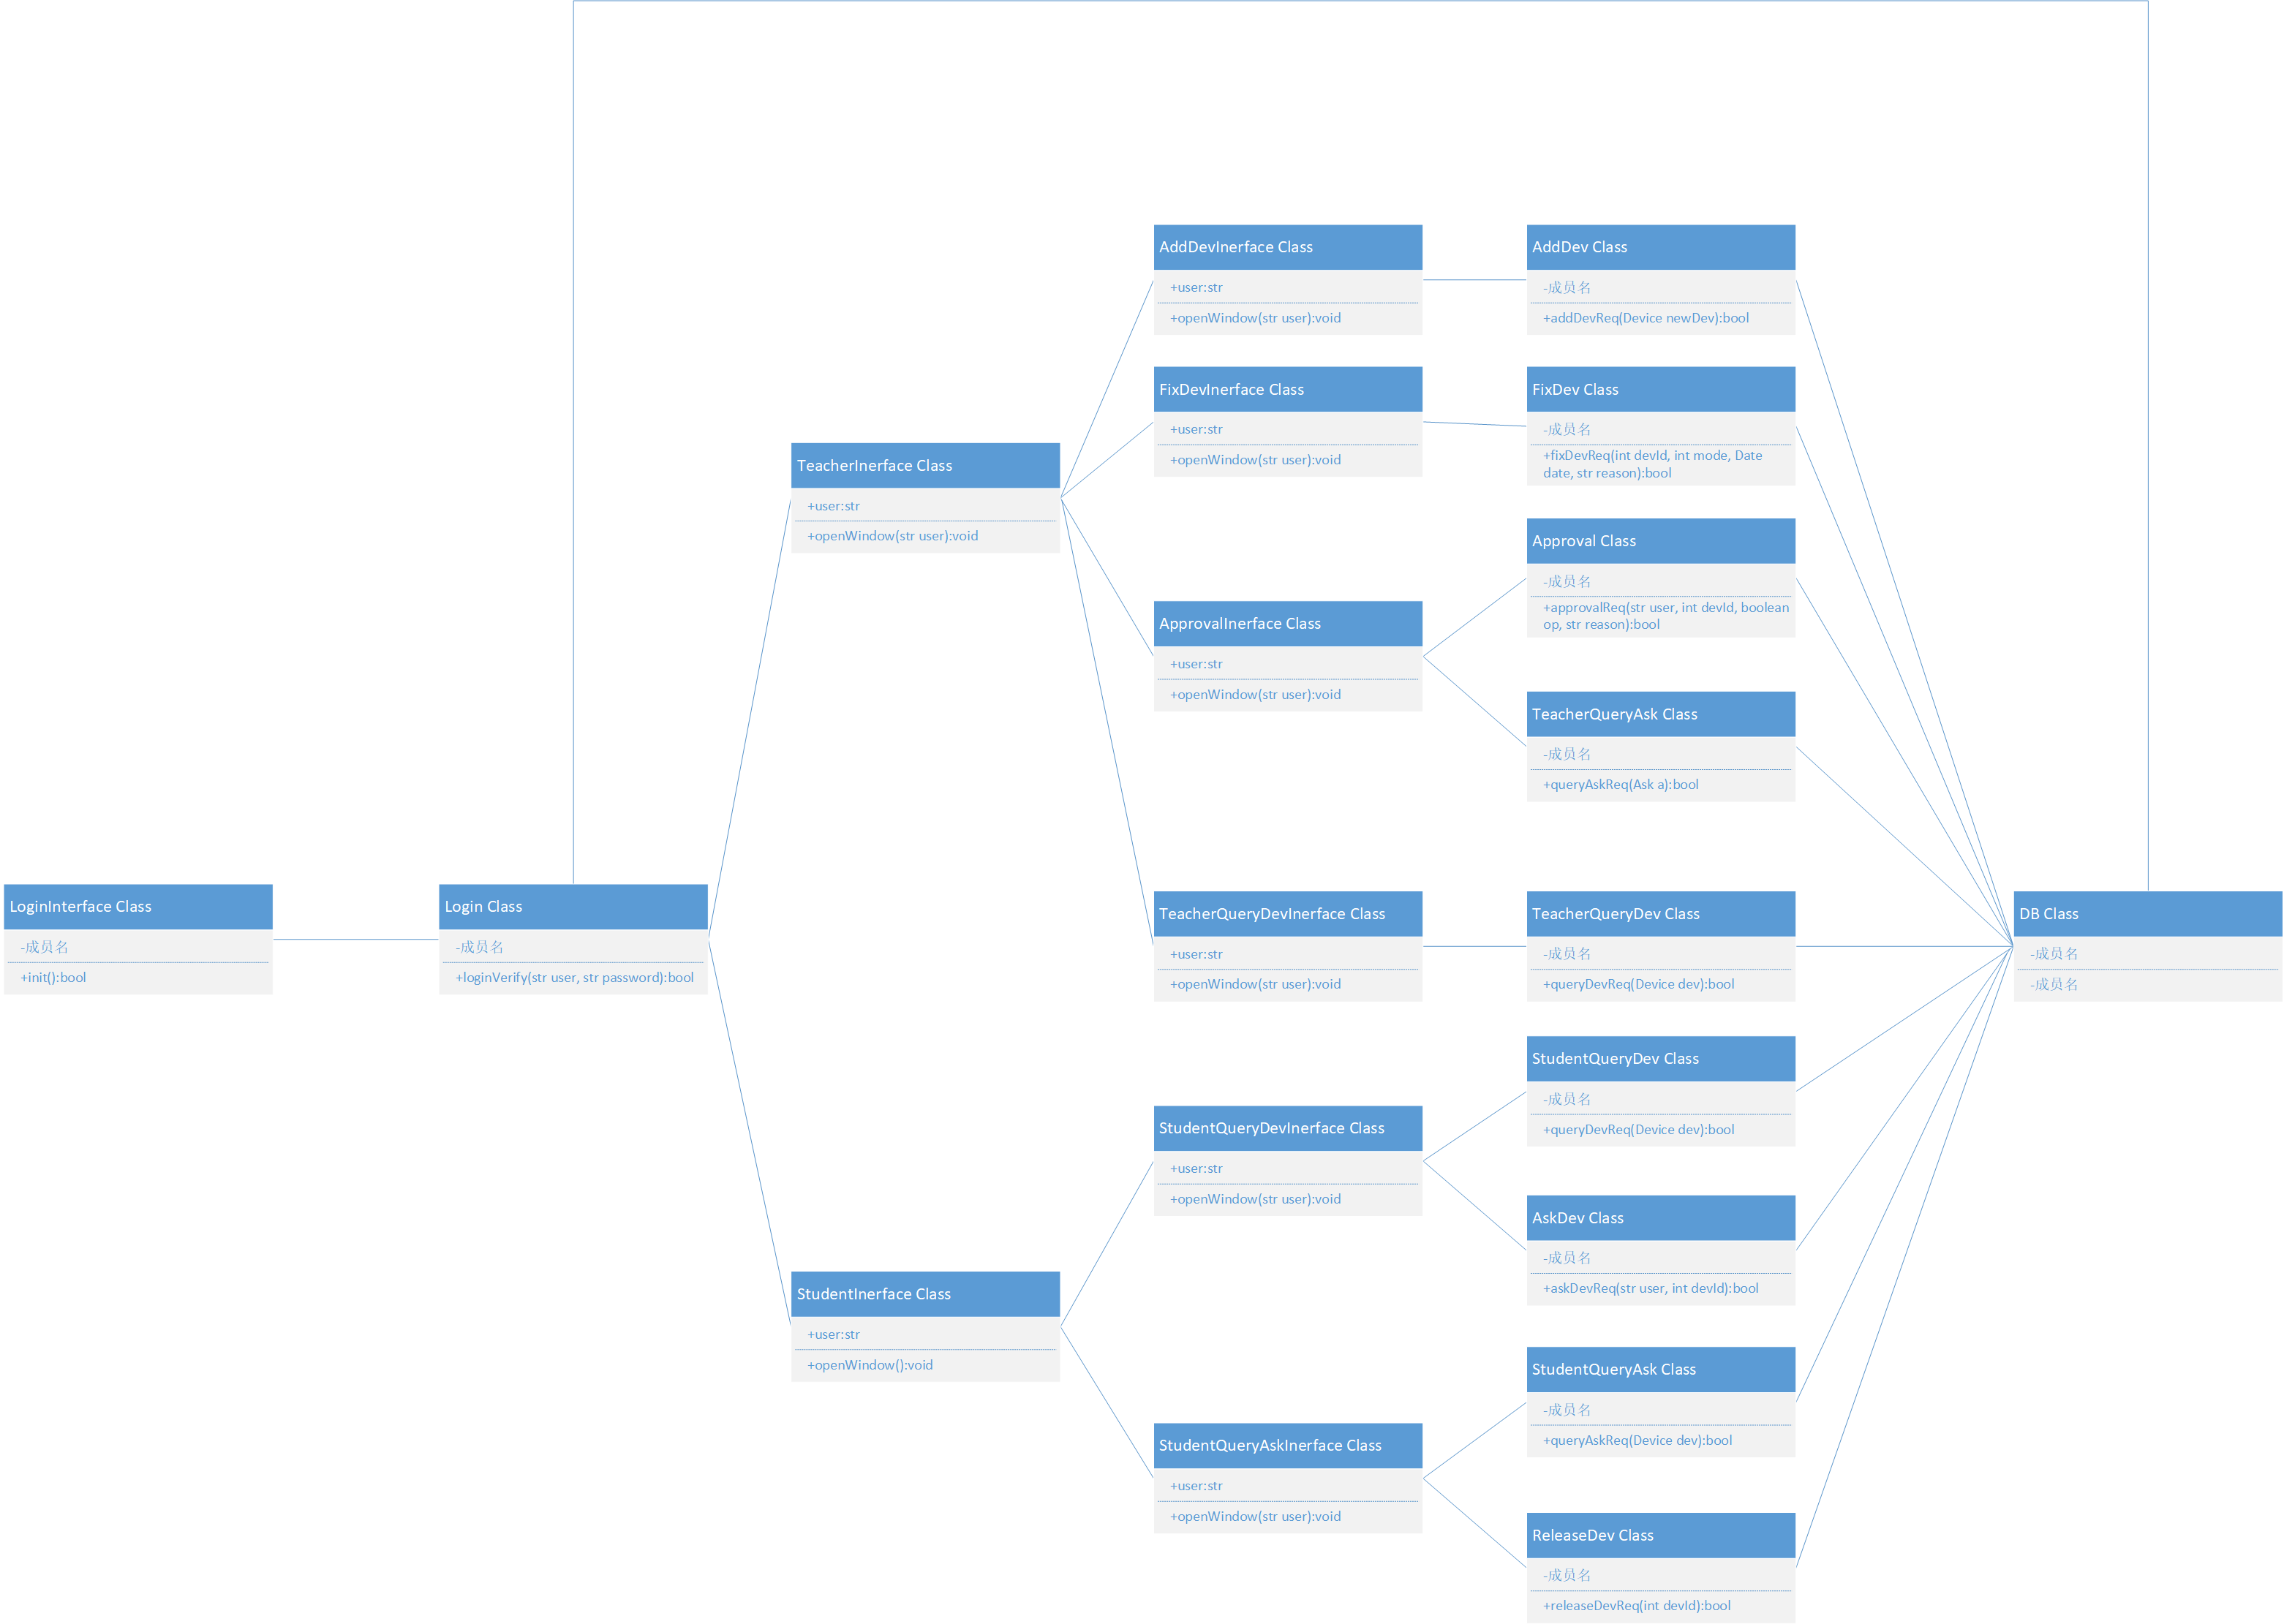 LoginInterface Class
-成员名
+init():bool
Login Class
-成员名
+loginVerify(str user, str password):bool
TeacherInerface Class
+user:str
+openWindow(str user):void
StudentInerface Class
+user:str
+openWindow():void
AddDevInerface Class
+user:str
+openWindow(str user):void
FixDevInerface Class
+user:str
+openWindow(str user):void
ApprovalInerface Class
+user:str
+openWindow(str user):void
TeacherQueryDevInerface Class
+user:str
+openWindow(str user):void
StudentQueryDevInerface Class
+user:str
+openWindow(str user):void
StudentQueryAskInerface Class
+user:str
+openWindow(str user):void
AddDev Class
-成员名
+addDevReq(Device newDev):bool
FixDev Class
-成员名
+fixDevReq(int devId, int mode, Date
date, str reason):bool
Approval Class
-成员名
+approvalReq(str user, int devId, boolean
op, str reason):bool
TeacherQueryAsk Class
-成员名
+queryAskReq(Ask a):bool
TeacherQueryDev Class
-成员名
+queryDevReq(Device dev):bool
StudentQueryDev Class
-成员名
+queryDevReq(Device dev):bool
AskDev Class
-成员名
+askDevReq(str user, int devId):bool
StudentQueryAsk Class
-成员名
+queryAskReq(Device dev):bool
ReleaseDev Class
-成员名
+releaseDevReq(int devId):bool
DB Class
-成员名
-成员名